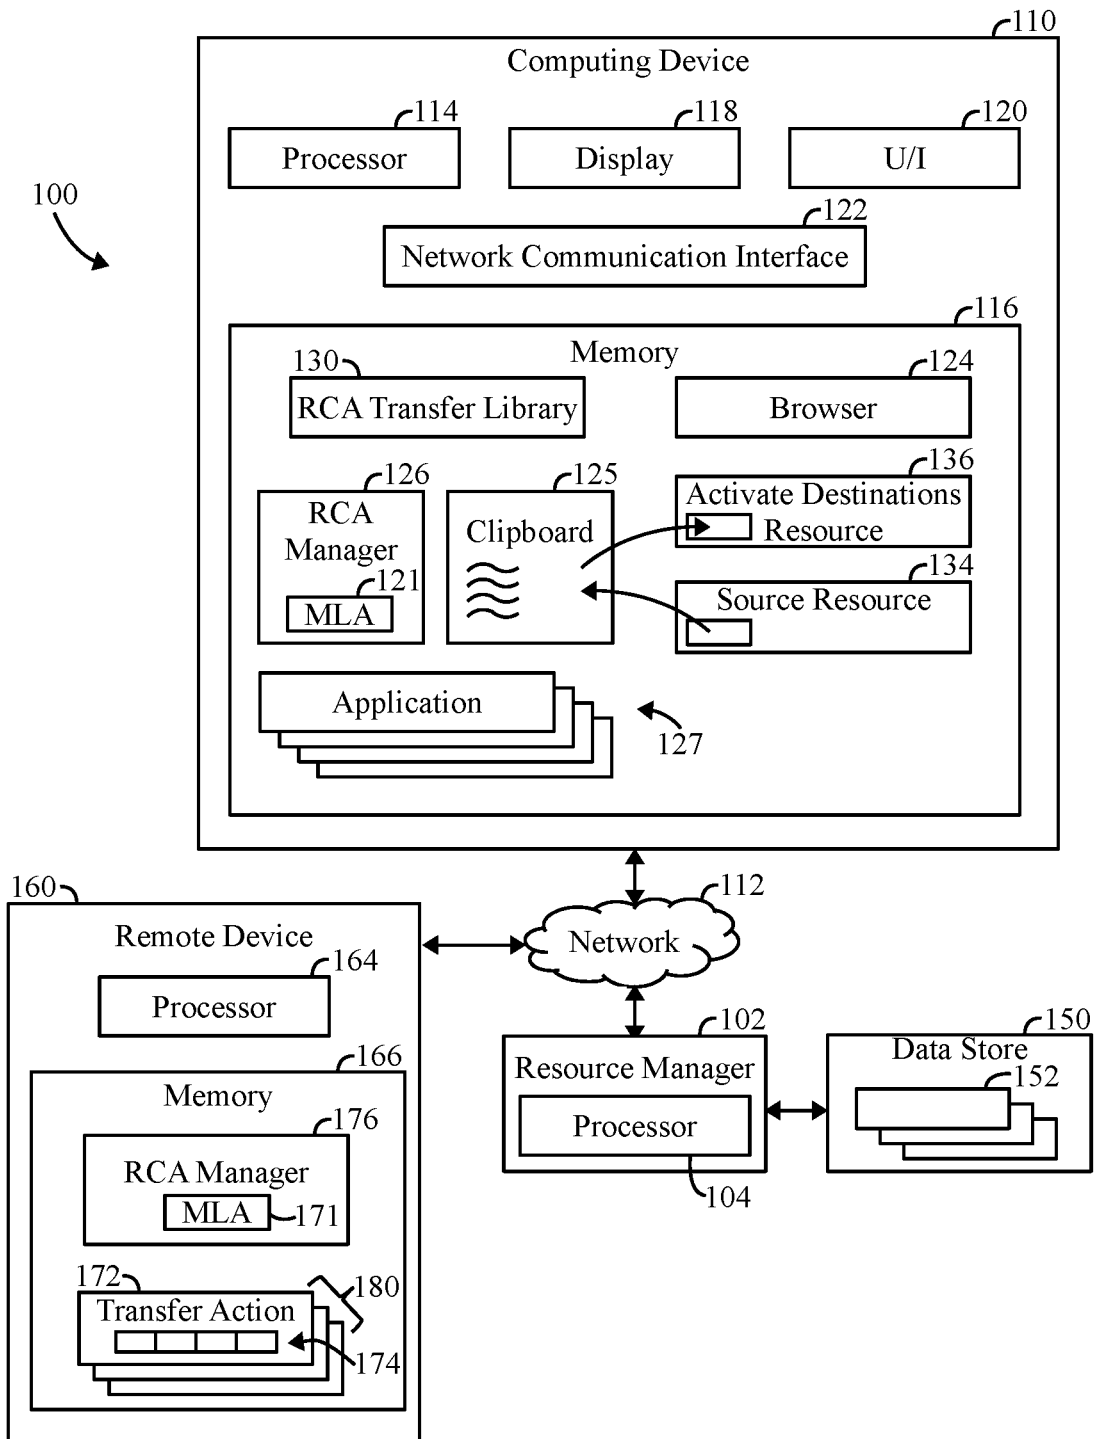 110
Computing Device
114
118
120
Processor
Display
U/I
100
122
Network Communication Interface
116
Memory
130
124
RCA Transfer Library
Browser
126
125
136
RCA
Manager
121
MLA
Clipboard
Activate Destinations
Resource
134
Source Resource
Application
127
160
112
Remote Device
Network
164
Processor
102
150
Resource Manager
Data Store
152
Processor
104
166
Memory
176
RCA Manager
MLA
171
172
180
Transfer Action
174